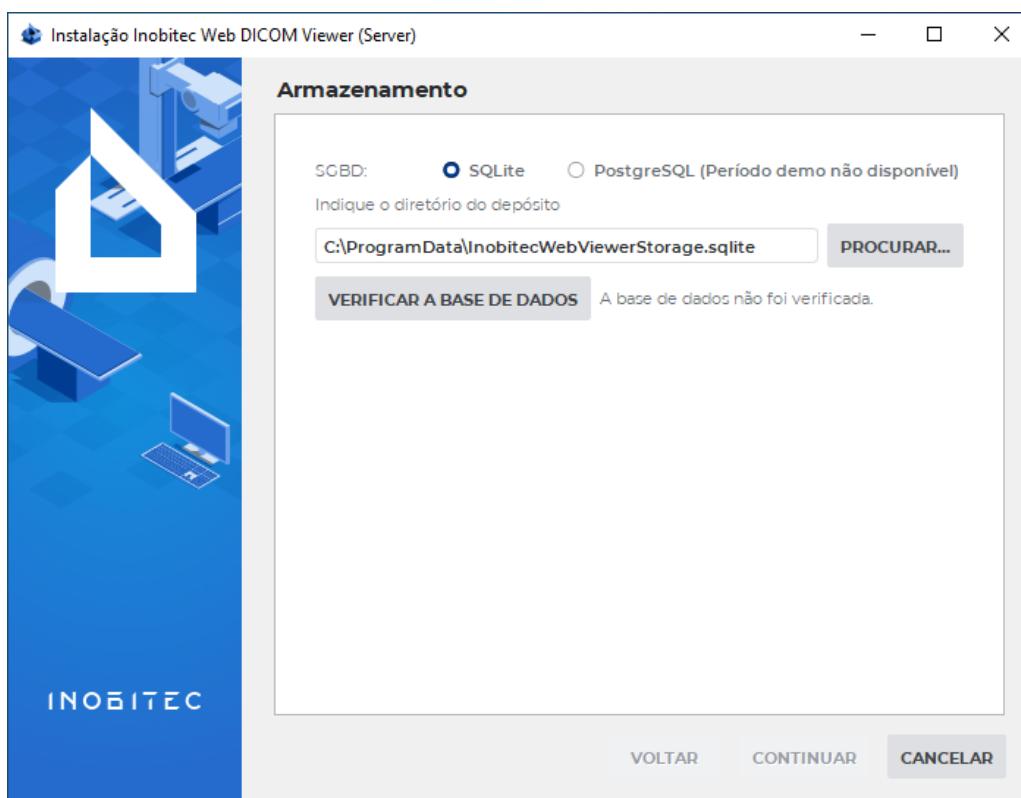 Instalação Inobitec Web DICOM Viewer (Server)
Armazenamento
SGBD: SQLite PostgreSQL (Período demo não disponível)
Indique o diretório do depósito
C:\ProgramData\InobitecWebViewerStorage.sqlite PROCURAR...
VERIFICAR A BASE DE DADOS A base de dados não foi verificada.
INOBITEC
VOLTAR CONTINUAR CANCELAR